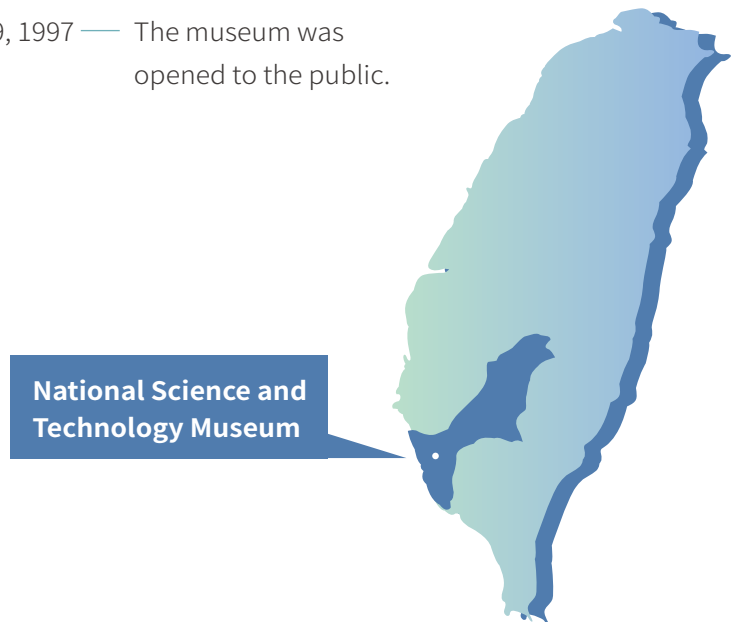 9, 1997 The museum was
opened to the public.
National Science and
Technology Museum